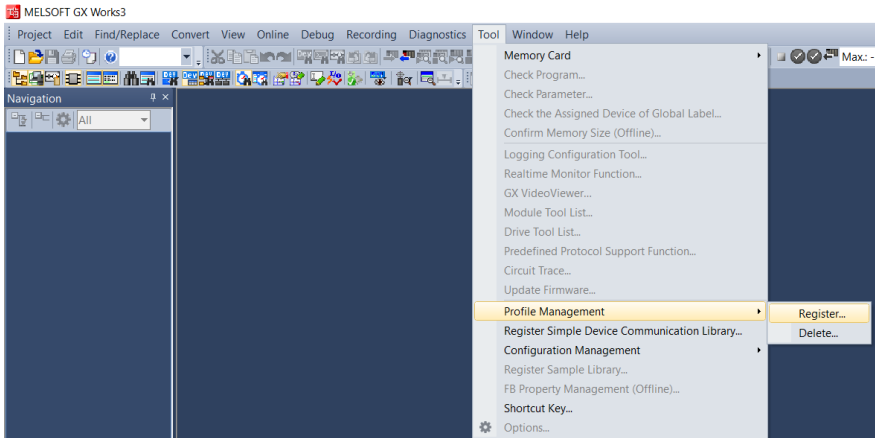 MELSOFT GX Works3
Project Edit Find/Replace Convert View Online Debug Recording Diagnostics Tool Window Help
Max.: -
Navigation
All
Memory Card
Check Program...
Check Parameter...
Check the Assigned Device of Global Label...
Confirm Memory Size (Offline)...
Logging Configuration Tool...
Realtime Monitor Function...
GX VideoViewer...
Module Tool List...
Drive Tool List...
Predefined Protocol Support Function...
Circuit Trace...
Update Firmware...
Profile Management
Register...
Register Simple Device Communication Library...
Delete...
Configuration Management
Register Sample Library...
FB Property Management (Offline)...
Shortcut Key...
Options...